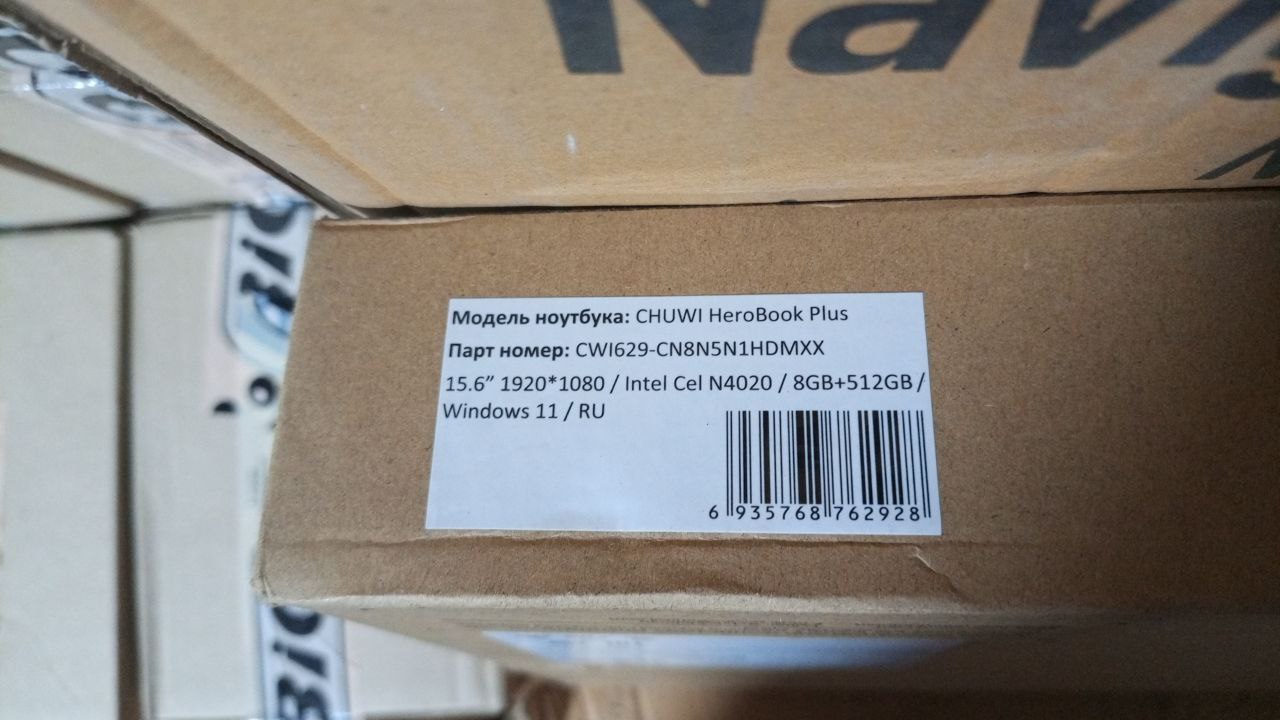 Модель ноутбука: CHUWI HeroBook Plus
Парт номер: CWI629-CN8N5N1HDMXX
15.6” 1920*1080 / Intel Cel N4020 / 8GB+512GB /
Windows 11 / RU
6 935768 762928